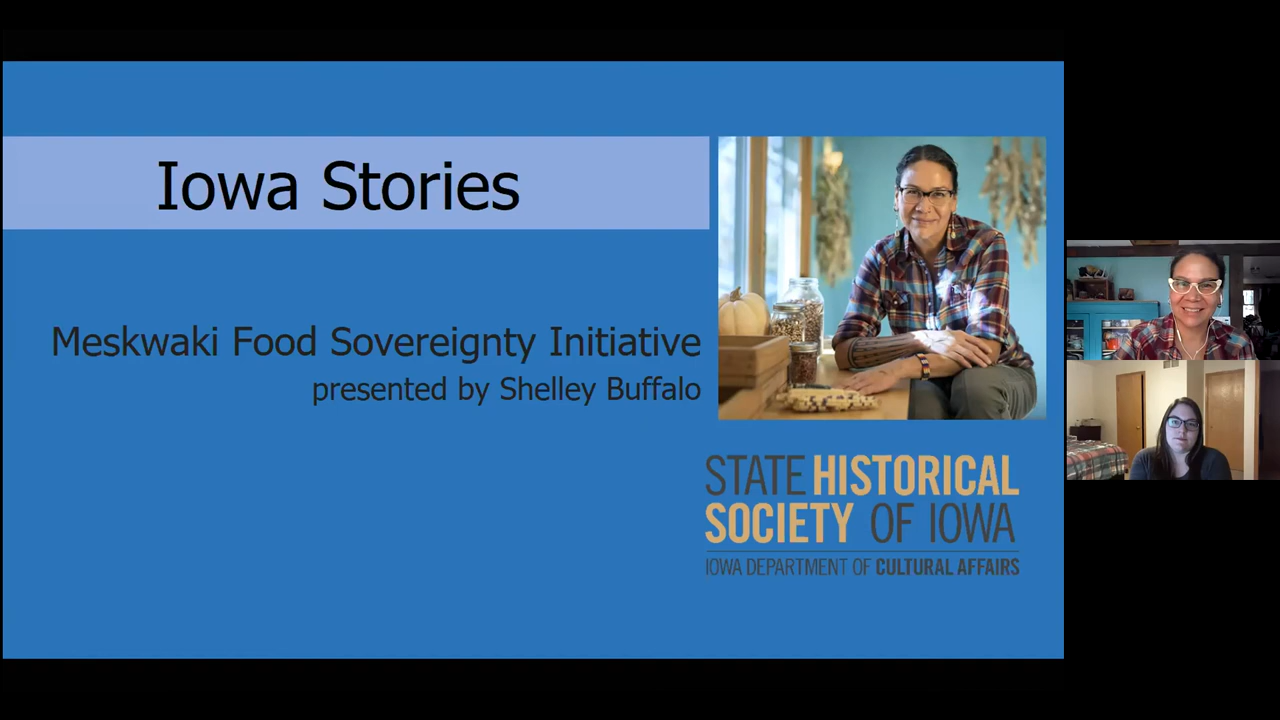 Iowa Stories
Meskwaki Food Sovereignty Initiative
presented by Shelley Buffalo
STATE HISTORICAL
SOCIETY OF IOWA
IOWA DEPARTMENT OF CULTURAL AFFAIRS